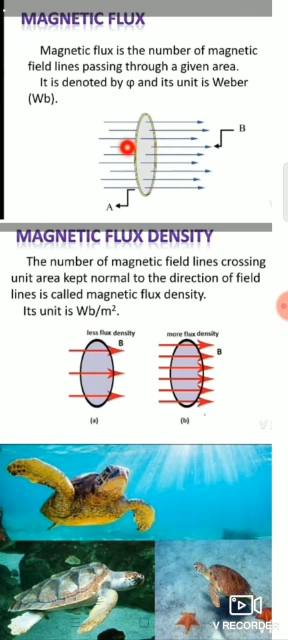 MAGNETIC FLUX
Magnetic flux is the number of magnetic
field lines passing through a given area.
It is denoted by φ and its unit is Weber
(Wb).
B
A
MAGNETIC FLUX DENSITY
The number of magnetic field lines crossing
unit area kept normal to the direction of field
lines is called magnetic flux density.
Its unit is Wb/m².
less flux density more flux density
B B
(a) (b)
V RECORDER